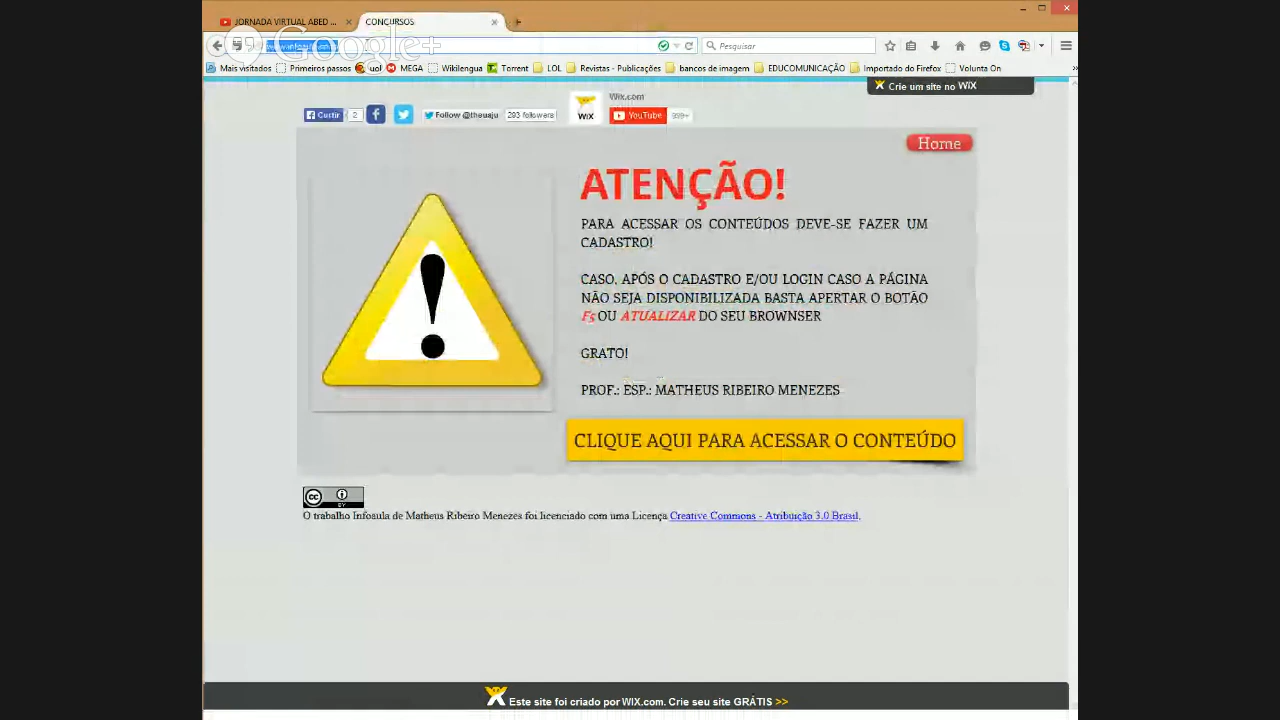 JORNADA VIRTUAL ABED ...
CONCURSOS
Google+
Pesquisar
Mais visitados
Primeiros passos
uol
MEGA
Wikilengua
Torrent
LOL
Revistas - Publicações
bancos de imagem
EDUCOMUNICAÇÃO
Importado do Firefox
Volunta On
Crie um site no WiX
Curtir
2
Follow @theuaju
293 followers
WiX
Wix.com
YouTube
999+
Home
ATENÇÃO!
PARA ACESSAR OS CONTEÚDOS DEVE-SE FAZER UM
CADASTRO!
CASO, APÓS O CADASTRO E/OU LOGIN CASO A PÁGINA
NÃO SEJA DISPONIBILIZADA BASTA APERTAR O BOTÃO
F5 OU ATUALIZAR DO SEU BROWNSER
GRATO!
PROF.: ESP.: MATHEUS RIBEIRO MENEZES
CLIQUE AQUI PARA ACESSAR O CONTEÚDO
CC
BY
O trabalho Infoaula de Matheus Ribeiro Menezes foi licenciado com uma Licença Creative Commons - Atribuição 3.0 Brasil.
Este site foi criado por WIX.com. Crie seu site GRÁTIS >>